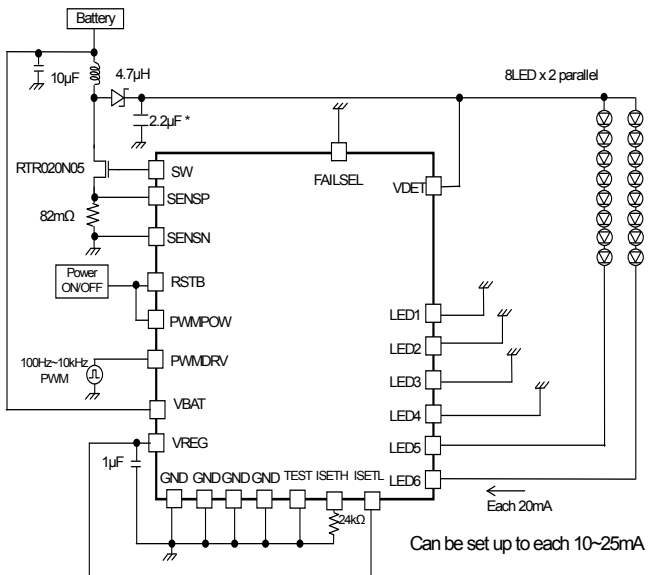 Battery
10µF
4.7µH
8LED x 2 parallel
2.2µF *
RTR020N05
SW
FAILSEL
VDET
SENSP
82mΩ
SENSN
Power
ON/OFF
RSTB
PWMPOW
LED1
LED2
100Hz~10kHz
PWM
PWMDRV
LED3
LED4
VBAT
LED5
VREG
1µF
GND GND GND GND TEST ISETH ISETL
LED6
24kΩ
Each 20mA
Can be set up to each 10~25mA